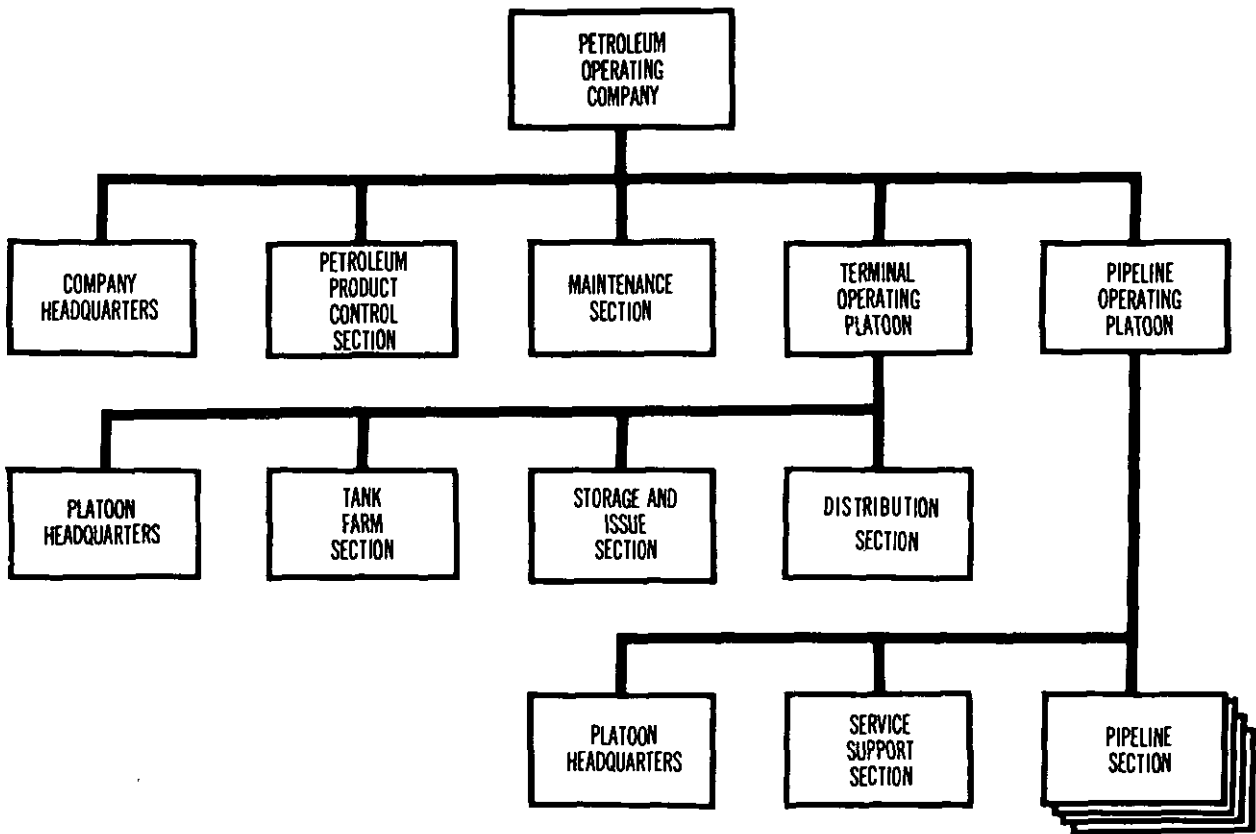 PETROLEUM
OPERATING
COMPANY
COMPANY
HEADQUARTERS
PETROLEUM
PRODUCT
CONTROL
SECTION
MAINTENANCE
SECTION
TERMINAL
OPERATING
PLATOON
PIPELINE
OPERATING
PLATOON
PLATOON
HEADQUARTERS
TANK
FARM
SECTION
STORAGE AND
ISSUE
SECTION
DISTRIBUTION
SECTION
PLATOON
HEADQUARTERS
SERVICE
SUPPORT
SECTION
PIPELINE
SECTION